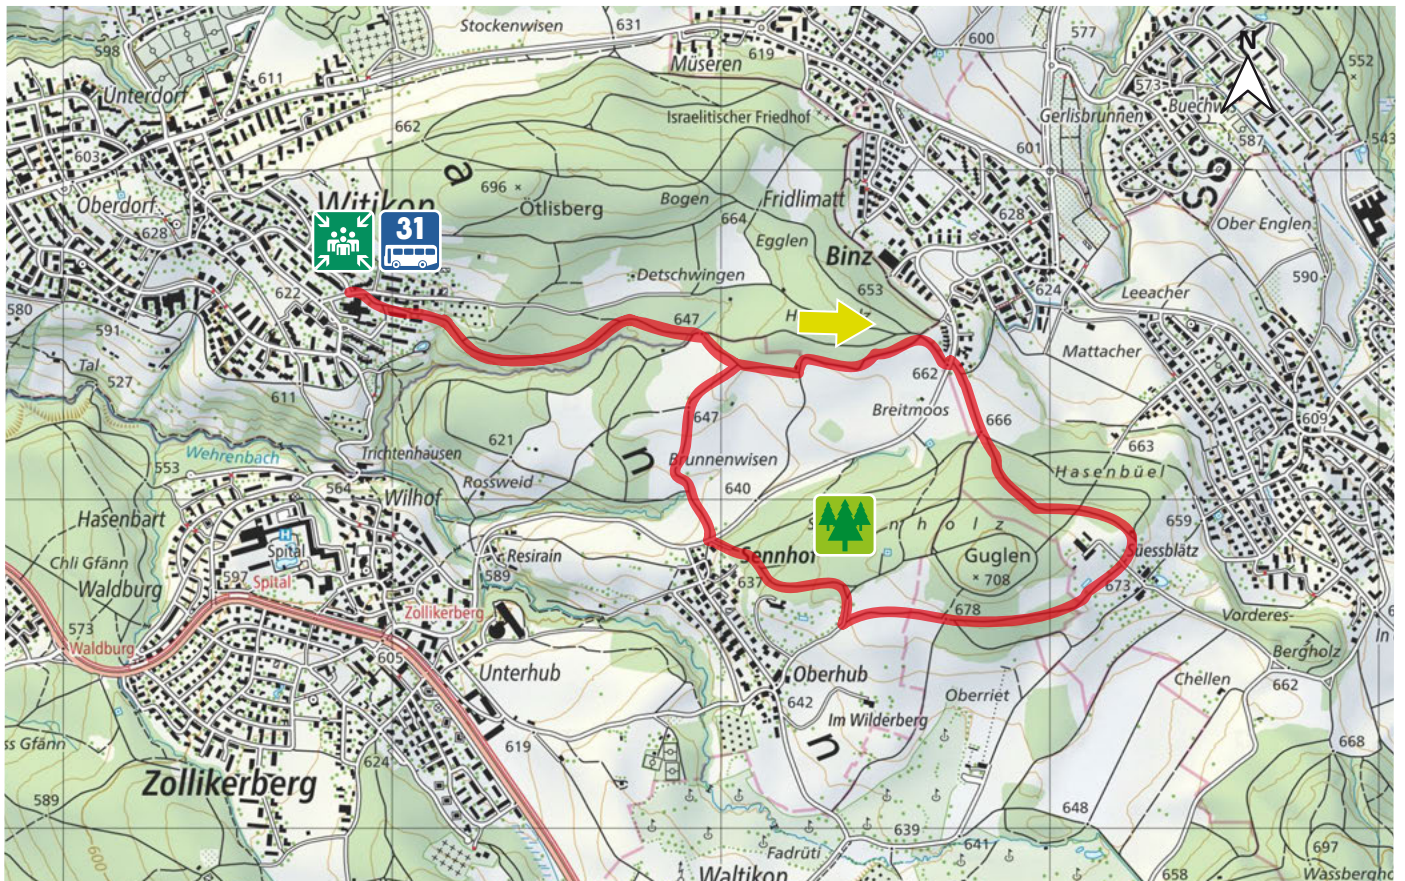 Stockenwisen
631
600
577
598
Müseren
619
552
611
N
Unterdorf
573
Israelitischer Friedhof
Gerlisbrunnen
662
587
543
603
601
a
696
Ötlisberg
Bogen
Fridlimatt
Oberdorf
Witikon
664
628
628
Ober Englen
31
Egglen
Binz
Detschwingen
590
622
653
624
Leeacher
580
647
591
Mattacher
Tal
662
527
611
Breitmoos
647
666
609
621
663
Wehrenbach
Trichtenhausen
n
Brunnenwisen
553
Hasenbüel
Rossweid
640
564
Wilhof
Hasenbart
659
H
Spital
Resirain
Sennhof
Guglen
Süessblätz
Chli Gfänn
597
Spital
589
637
708
673
Waldburg
Zollikerberg
678
573
Vorderes-
Waldburg
605
Bergholz
Unterhub
Oberhub
Chellen
662
642
Oberriet
Im Wilderberg
619
n
668
624
Zollikerberg
589
648
639
641
697
600
Fadrüti
Waltikon
658